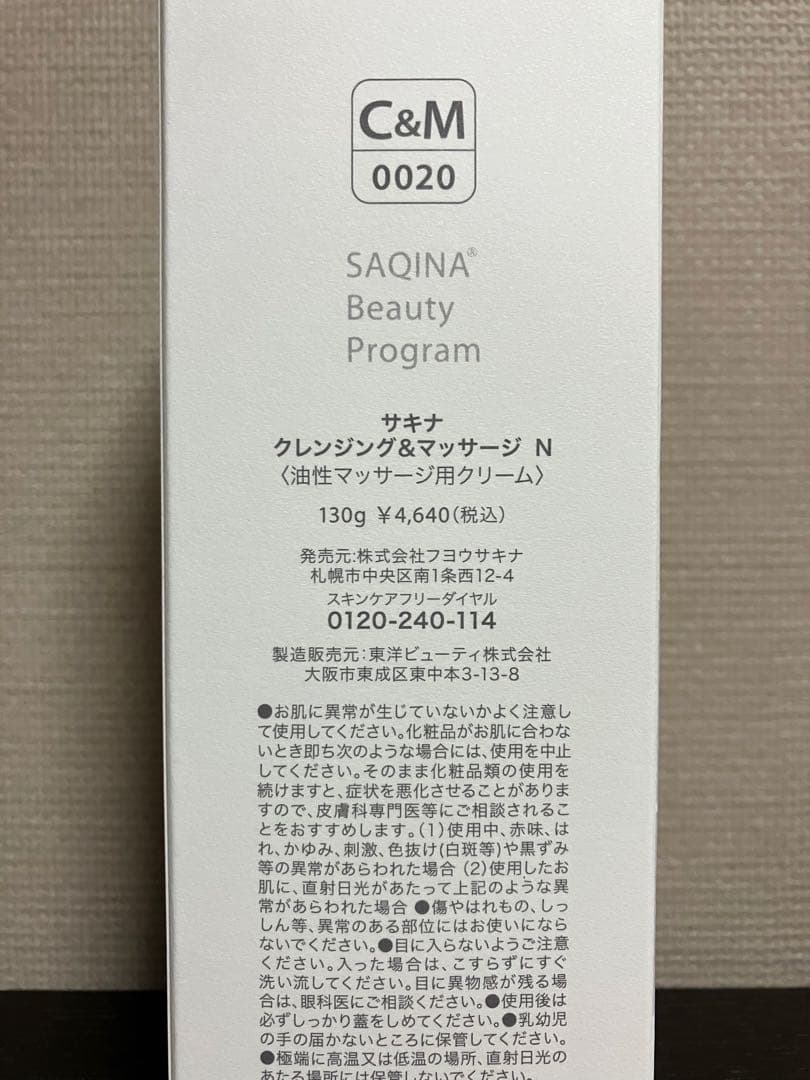 C&M
0020
SAQINA®
Beauty
Program
サキナ
クレンジング&マッサージ N
〈油性マッサージ用クリーム〉
130g ¥4,640(税込)
発売元:株式会社フヨウサキナ
札幌市中央区南1条西12-4
スキンケアフリーダイヤル
0120-240-114
製造販売元:東洋ビューティ株式会社
大阪市東成区東中本3-13-8
●お肌に異常が生じていないかよく注意し
て使用してください。化粧品がお肌に合わな
いとき即ち次のような場合には、使用を中止
してください。そのまま化粧品類の使用を
続けますと、症状を悪化させることがありま
すので、皮膚科専門医等にご相談されるこ
とをおすすめします。(1)使用中、赤味、は
れ、かゆみ、刺激、色抜け(白斑等)や黒ずみ
等の異常があらわれた場合 (2)使用したお
肌に、直射日光があたって上記のような異
常があらわれた場合 ●傷やはれもの、しっ
しん等、異常のある部位にはお使いになら
ないでください。●目に入らないようご注意
ください。入った場合は、こすらずにすぐ
洗い流してください。目に異物感が残る場
合は、眼科医にご相談ください。●使用後は
必ずしっかり蓋をしめてください。●乳幼児
の手の届かないところに保管してください。
●極端に高温又は低温の場所、直射日光の
あたる場所には保管しないでください。